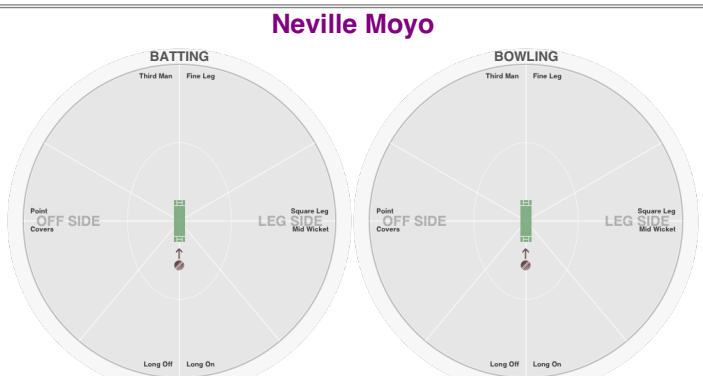 Neville Moyo
BATTING
Third Man Fine Leg
Point
OFF SIDE
Covers
Square Leg
LEG SIDE
Mid Wicket
Long Off Long On
BOWLING
Third Man Fine Leg
Point
OFF SIDE
Covers
Square Leg
LEG SIDE
Mid Wicket
Long Off Long On